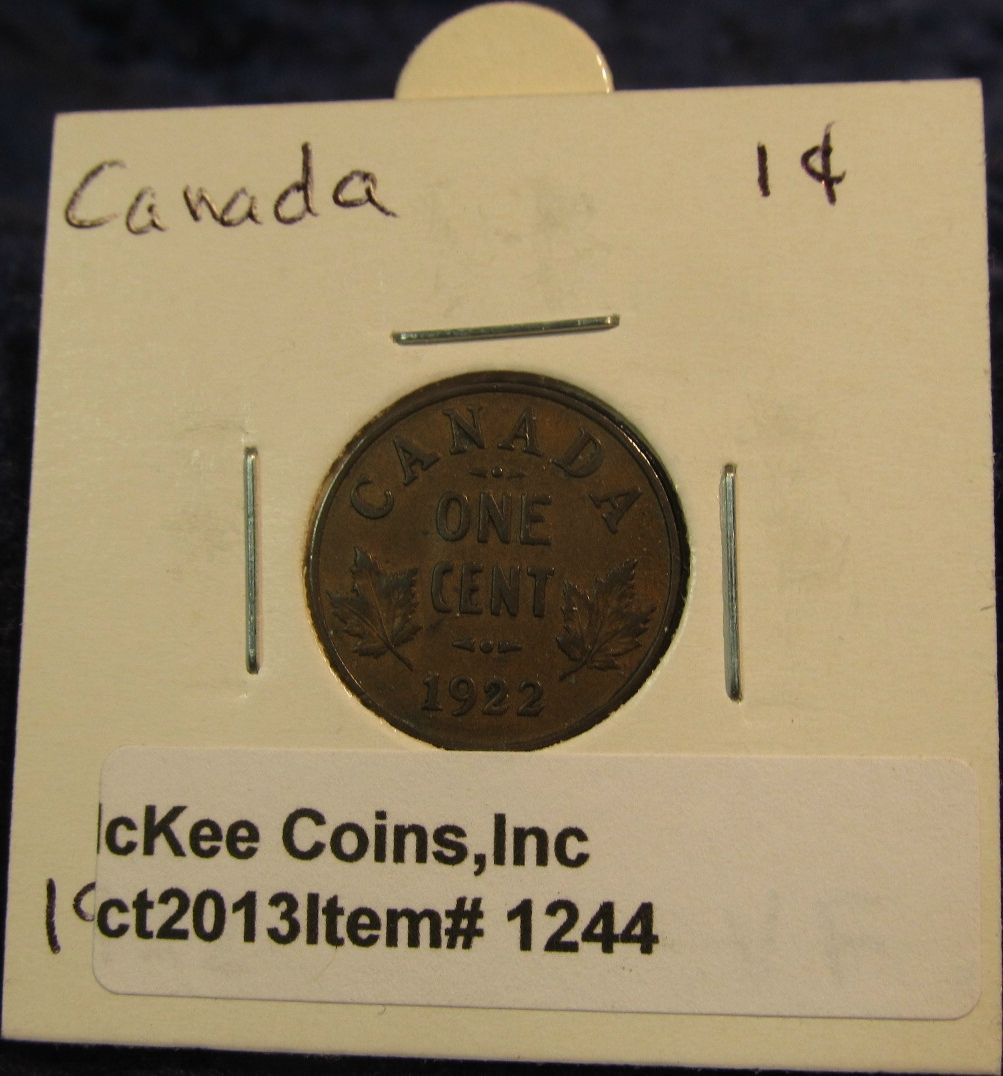 Canada 1¢
CANADA
ONE
CENT
1922
cKee Coins,Inc
ct2013Item# 1244